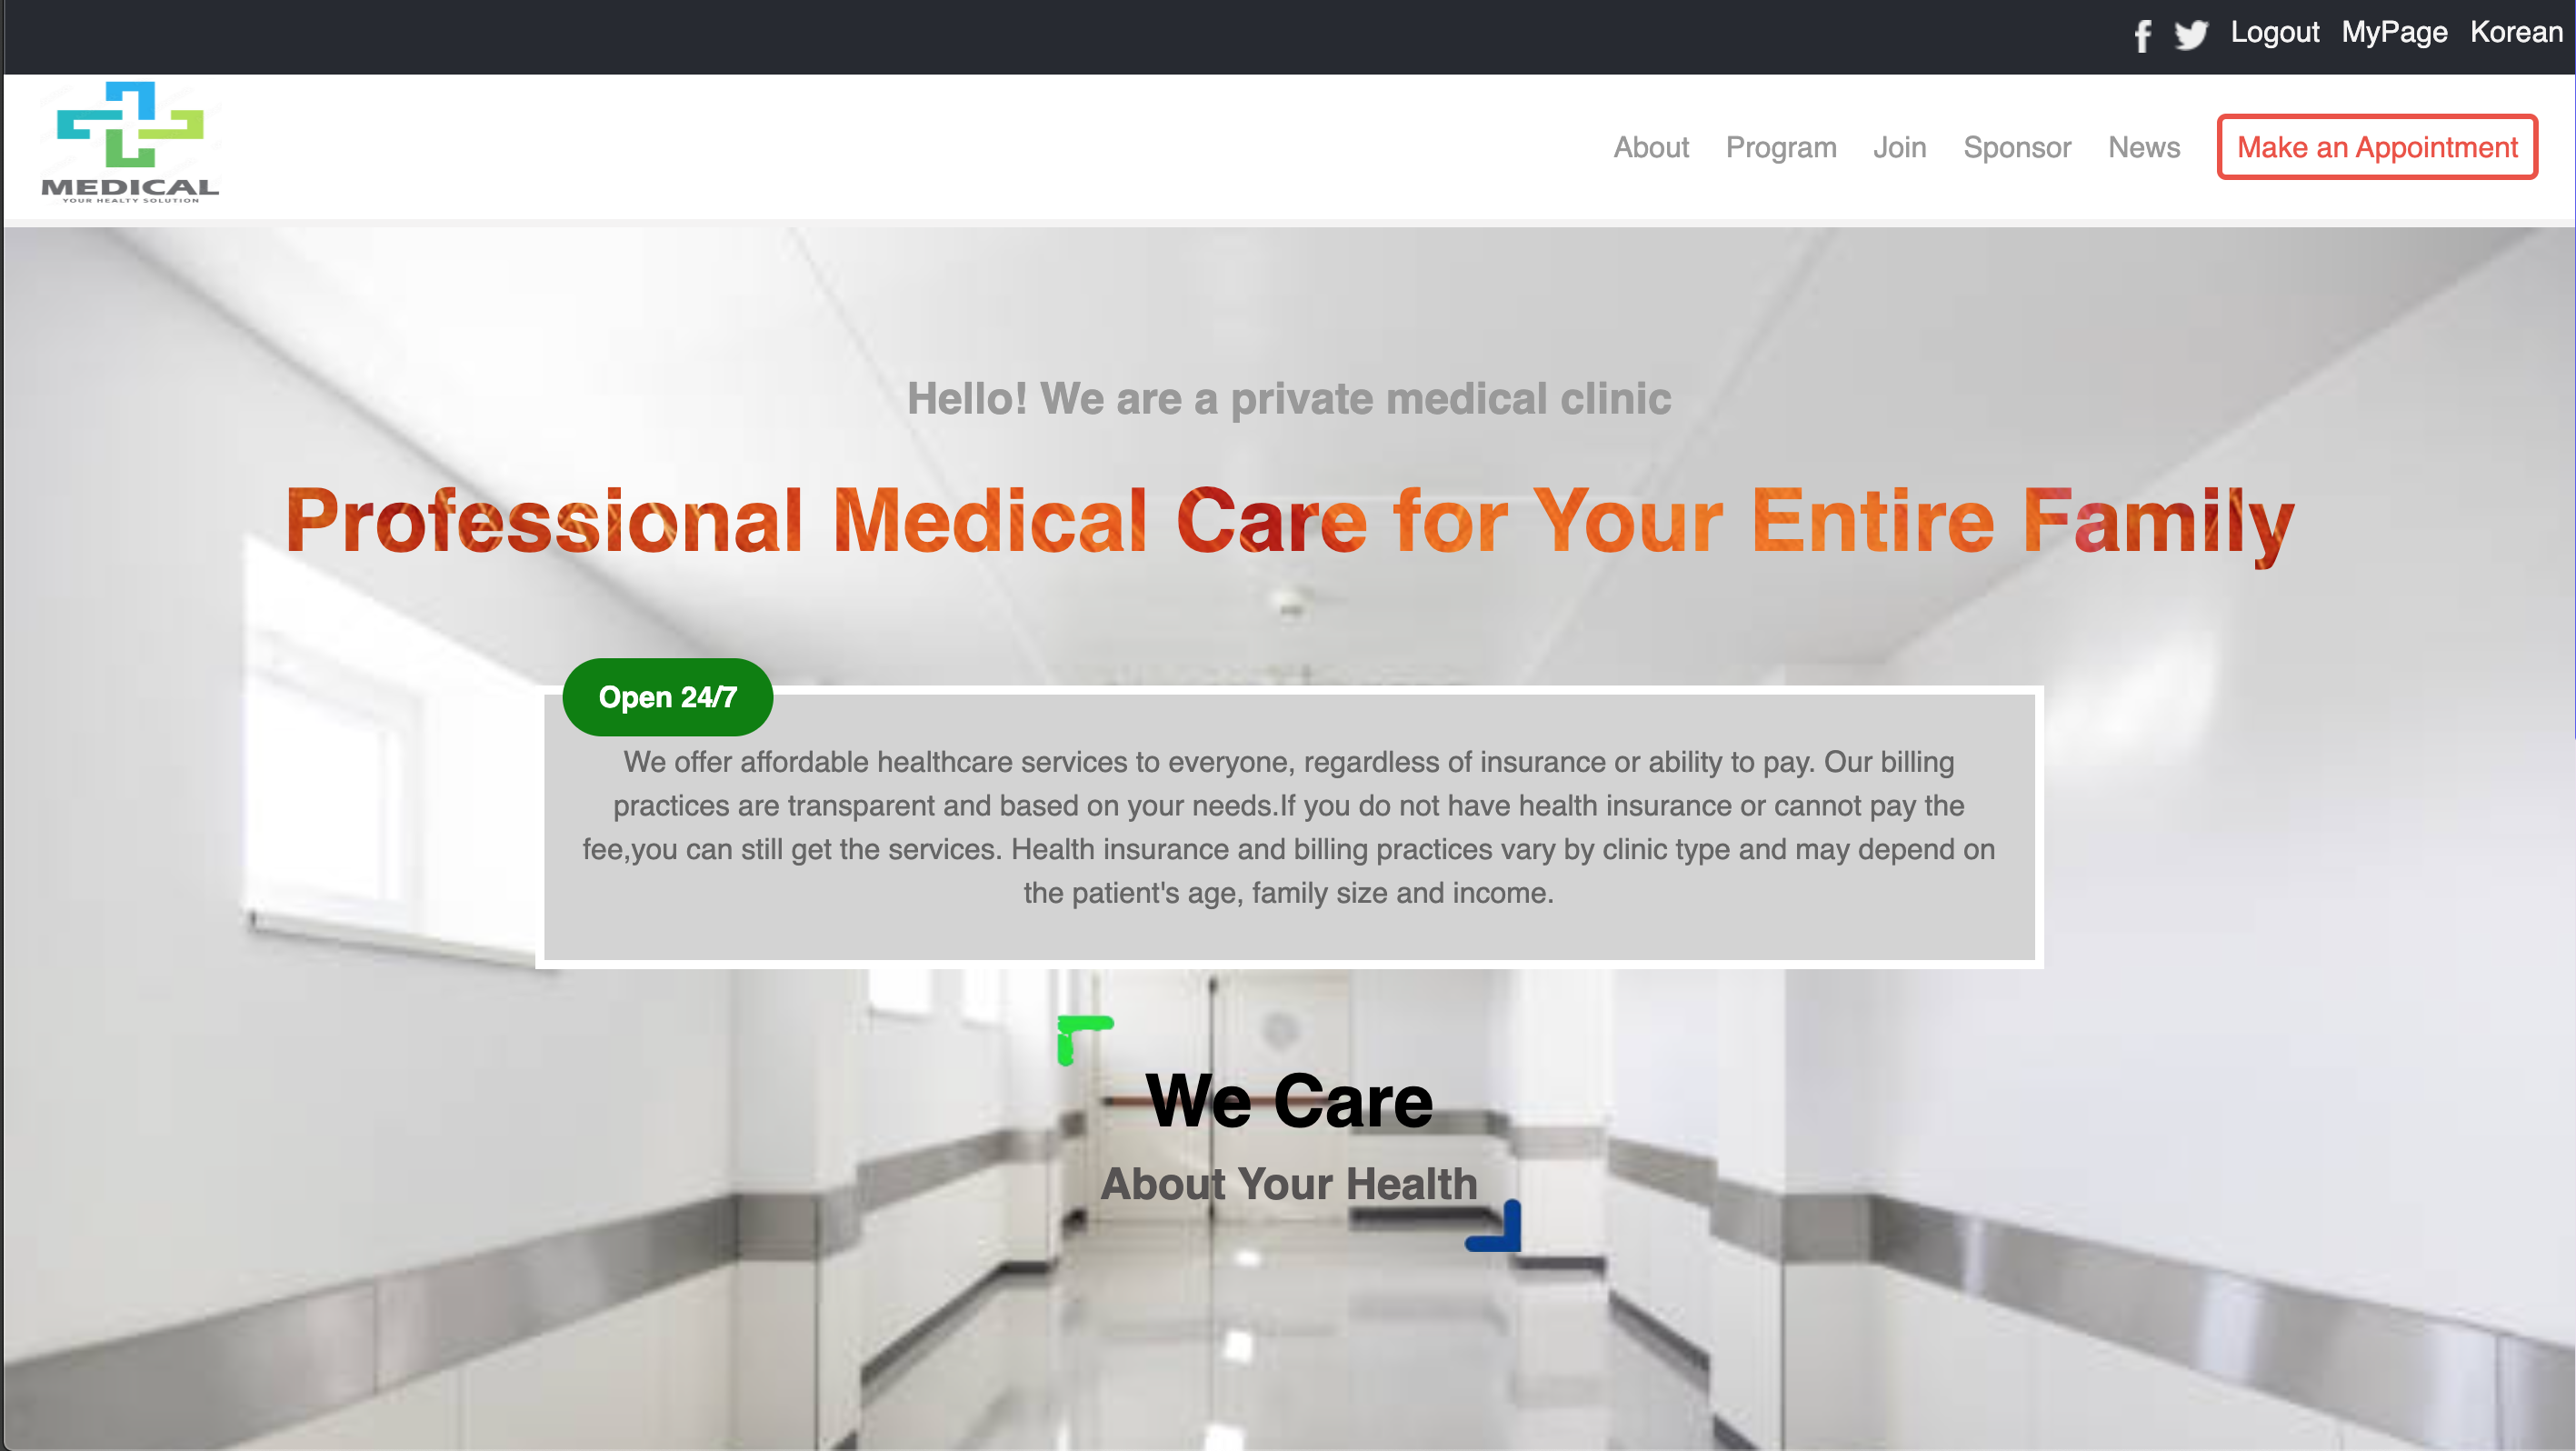 Logout MyPage Korean
MEDICAL
YOUR HEALTY SOLUTION
About Program Join Sponsor News Make an Appointment
Hello! We are a private medical clinic
Professional Medical Care for Your Entire Family
Open 24/7
We offer affordable healthcare services to everyone, regardless of insurance or ability to pay. Our billing
practices are transparent and based on your needs.If you do not have health insurance or cannot pay the
fee,you can still get the services. Health insurance and billing practices vary by clinic type and may depend on
the patient's age, family size and income.
We Care
About Your Health